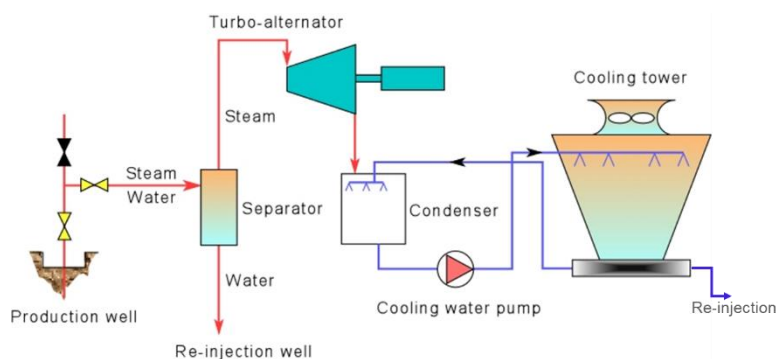 Turbo-alternator
Cooling tower
Steam
Steam
Water
Separator
Condenser
Water
Cooling water pump
Production well
Re-injection
Re-injection well